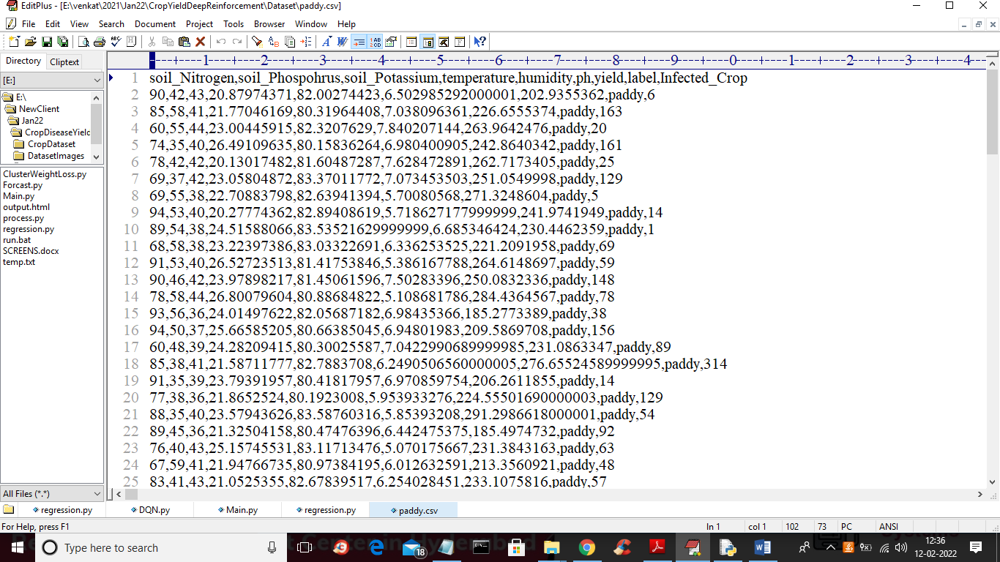 EditPlus - [E:\venkat\2021\Jan22\CropYieldDeepReinforcement\Dataset\paddy.csv]
File Edit View Search Document Project Tools Browser Window Help
Directory Cliptext
[E:]
E:\
NewClient
Jan22
CropDiseaseYield
CropDataset
DatasetImages
ClusterWeightLoss.py
Forcast.py
Main.py
output.html
process.py
regression.py
run.bat
SCREENS.docx
temp.txt
All Files (*.*)
----+----1----+----2----+----3----+----4----+----5----+----6----+----7----+----8----+----9----+----0----+----1----+----2----+----3----+----4--
1 soil_Nitrogen,soil_Phospohrus,soil_Potassium,temperature,humidity,ph,yield,label,Infected_Crop
2 90,42,43,20.87974371,82.00274423,6.502985292000001,202.9355362,paddy,6
3 85,58,41,21.77046169,80.31964408,7.038096361,226.6555374,paddy,163
4 60,55,44,23.00445915,82.3207629,7.840207144,263.9642476,paddy,20
5 74,35,40,26.49109635,80.15836264,6.980400905,242.8640342,paddy,161
6 78,42,42,20.13017482,81.60487287,7.628472891,262.7173405,paddy,25
7 69,37,42,23.05804872,83.37011772,7.073453503,251.0549998,paddy,129
8 69,55,38,22.70883798,82.63941394,5.70080568,271.3248604,paddy,5
9 94,53,40,20.27774362,82.89408619,5.718627177999999,241.9741949,paddy,14
10 89,54,38,24.51588066,83.53521629999999,6.685346424,230.4462359,paddy,1
11 68,58,38,23.22397386,83.03322691,6.336253525,221.2091958,paddy,69
12 91,53,40,26.52723513,81.41753846,5.386167788,264.6148697,paddy,59
13 90,46,42,23.97898217,81.45061596,7.50283396,250.0832336,paddy,148
14 78,58,44,26.80079604,80.88684822,5.108681786,284.4364567,paddy,78
15 93,56,36,24.01497622,82.05687182,6.98435366,185.2773389,paddy,38
16 94,50,37,25.66585205,80.66385045,6.94801983,209.5869708,paddy,156
17 60,48,39,24.28209415,80.30025587,7.0422990689999985,231.0863347,paddy,89
18 85,38,41,21.58711777,82.7883708,6.2490506560000005,276.65524589999995,paddy,314
19 91,35,39,23.79391957,80.41817957,6.970859754,206.2611855,paddy,14
20 77,38,36,21.8652524,80.1923008,5.953933276,224.55501690000003,paddy,129
21 88,35,40,23.57943626,83.58760316,5.85393208,291.2986618000001,paddy,54
22 89,45,36,21.32504158,80.47476396,6.442475375,185.4974732,paddy,92
23 76,40,43,25.15745531,83.11713476,5.070175667,231.3843163,paddy,63
24 67,59,41,21.94766735,80.97384195,6.012632591,213.3560921,paddy,48
25 83,41,43,21.0525355,82.67839517,6.254028451,233.1075816,paddy,57
regression.py DQN.py Main.py regression.py paddy.csv
For Help, press F1 ln 1 col 1 102 73 PC ANSI
Type here to search
18
12:36
12-02-2022